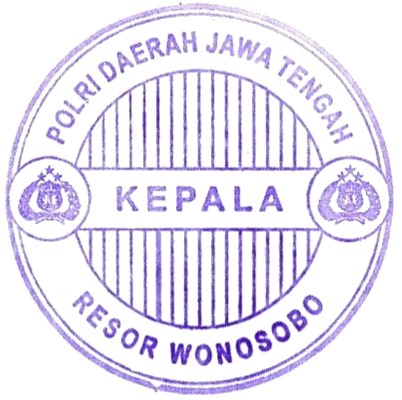 POLRI DAERAH JAWA TENGAH
KEPALA
RESOR WONOSOBO